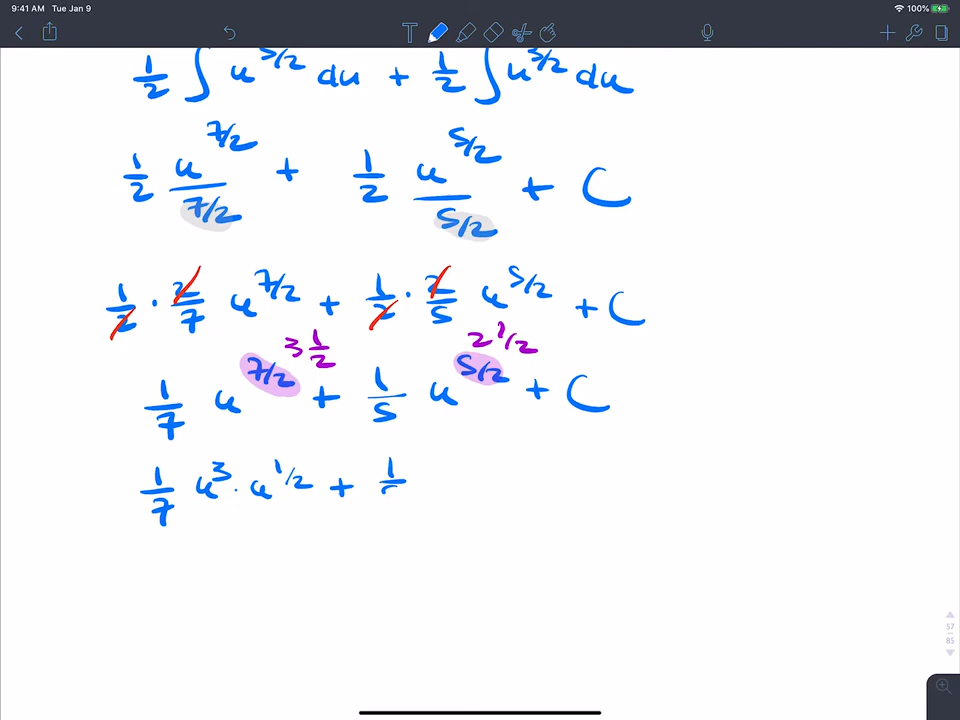 9:41 AM Tue Jan 9 100%
T
1/2 ∫ u^5/2 du + 1/2 ∫ u^3/2 du
1/2 u^7/2 / 7/2 + 1/2 u^5/2 / 5/2 + C
1/2 · 2/7 u^7/2 + 1/2 · 2/5 u^5/2 + C
3 1/2 2 1/2
1/7 u^7/2 + 1/5 u^5/2 + C
1/7 u^3 · u^1/2 + 1/
57
85